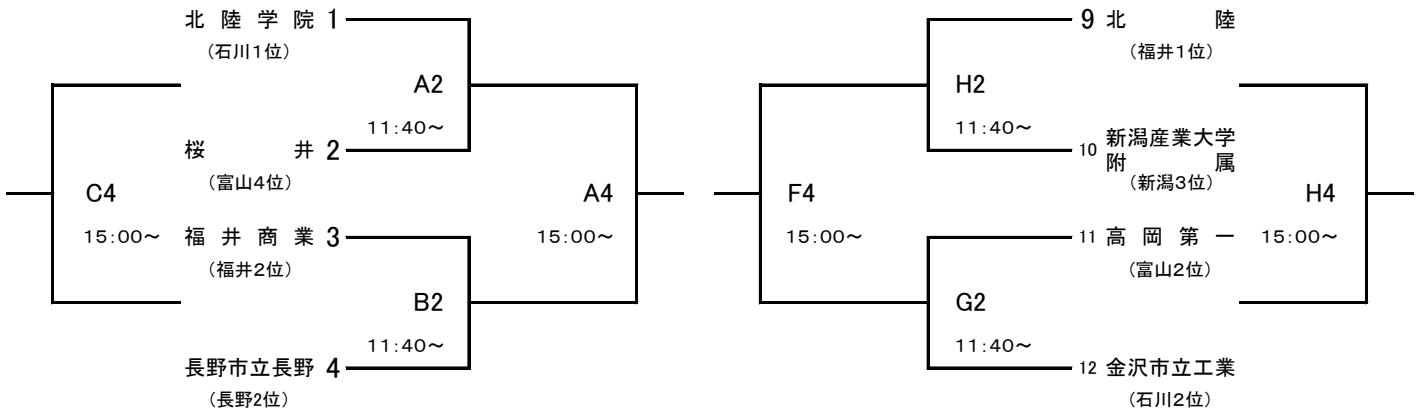 北陸学院 1
（石川１位）
A2
11:40～
桜井 2
（富山４位）
C4
15:00～
A4
15:00～
福井商業 3
（福井２位）
B2
11:40～
長野市立長野 4
（長野2位）
9 北陸
（福井１位）
H2
11:40～
10 新潟産業大学
附属
（新潟３位）
F4
15:00～
H4
15:00～
11 高岡第一
（富山２位）
G2
11:40～
12 金沢市立工業
（石川２位）